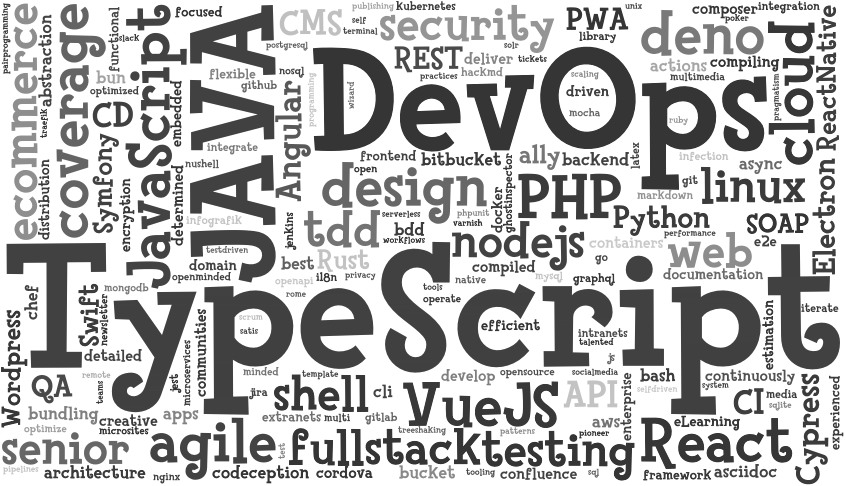 TypeScript
DevOps
JAVA
JavaScript
ecommerce
coverage
CMS
security
PWA
library
deno
cloud
Kubernetes
publishing
self
terminal
postgresql
solr
unix
composer
poker
integration
REST
deliver
tickets
practices
hackmd
actions
compiling
multimedia
pragmatism
ReactNative
Electron
pairprogramming
abstraction
traefik
distribution
functional
slack
focused
bun
optimized
CD
embedded
flexible
github
nosql
programming
wizard
Angular
scaling
driven
mocha
ruby
Symfony
encryption
nushell
determined
integrate
infografik
testdriven
domain
openminded
jenkins
frontend
open
bitbucket
a11y
backend
latex
infection
async
git
markdown
linux
design
tdd
serverless
phpunit
varnish
bdd
workflows
docker
ghostinspector
PHP
Python
performance
SOAP
e2e
nodejs
containers
web
documentation
best
Rust
i18n
privacy
openapi
rome
compiled
native
go
mysql
graphql
tools
operate
efficient
intranets
talented
js
iterate
estimation
chef
Swift
newsletter
mongodb
Wordpress
detailed
scrum
satis
communities
microservices
jest
minded
template
jira
QA
remote
teams
bundling
optimize
creative
microsites
apps
shell
cli
develop
opensource
socialmedia
API
aws
enterprise
bash
selfdriven
system
continuously
CI
media
sqlite
Cypress
experienced
extranets
multi
gitlab
VueJS
treeshaking
patterns
pioneer
eLearning
senior
agile
test
fullstack
testing
React
pipelines
architecture
nginx
codeception
cordova
bucket
tooling
confluence
sql
framework
asciidoc